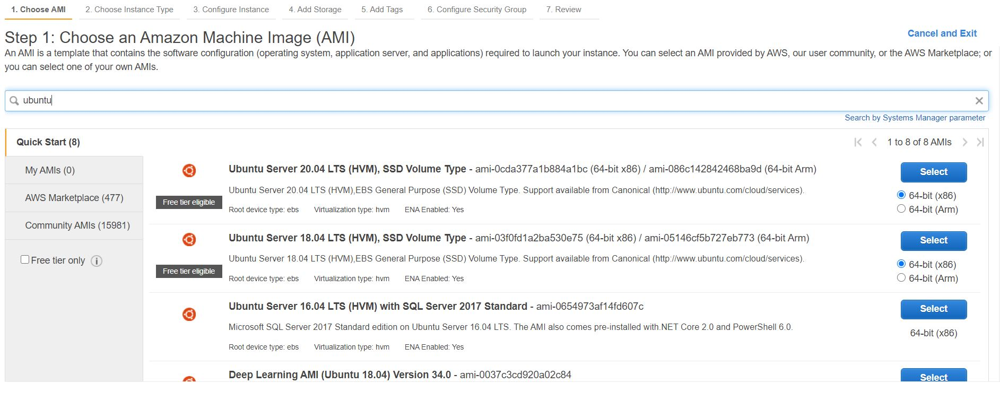 1. Choose AMI 2. Choose Instance Type 3. Configure Instance 4. Add Storage 5. Add Tags 6. Configure Security Group 7. Review
Step 1: Choose an Amazon Machine Image (AMI)
Cancel and Exit
An AMI is a template that contains the software configuration (operating system, application server, and applications) required to launch your instance. You can select an AMI provided by AWS, our user community, or the AWS Marketplace; or
you can select one of your own AMIs.
ubuntu
Search by Systems Manager parameter
Quick Start (8)
1 to 8 of 8 AMIs
My AMIs (0)
AWS Marketplace (477)
Community AMIs (15981)
Free tier only
Ubuntu Server 20.04 LTS (HVM), SSD Volume Type - ami-0cda377a1b884a1bc (64-bit x86) / ami-086c142842468ba9d (64-bit Arm)
Select
Ubuntu Server 20.04 LTS (HVM),EBS General Purpose (SSD) Volume Type. Support available from Canonical (http://www.ubuntu.com/cloud/services).
64-bit (x86)
Free tier eligible
Root device type: ebs Virtualization type: hvm ENA Enabled: Yes
64-bit (Arm)
Ubuntu Server 18.04 LTS (HVM), SSD Volume Type - ami-03f0fd1a2ba530e75 (64-bit x86) / ami-05146cf5b727eb773 (64-bit Arm)
Select
Ubuntu Server 18.04 LTS (HVM),EBS General Purpose (SSD) Volume Type. Support available from Canonical (http://www.ubuntu.com/cloud/services).
64-bit (x86)
Free tier eligible
Root device type: ebs Virtualization type: hvm ENA Enabled: Yes
64-bit (Arm)
Ubuntu Server 16.04 LTS (HVM) with SQL Server 2017 Standard - ami-0654973af14fd607c
Select
Microsoft SQL Server 2017 Standard edition on Ubuntu Server 16.04 LTS. The AMI also comes pre-installed with.NET Core 2.0 and PowerShell 6.0.
64-bit (x86)
Root device type: ebs Virtualization type: hvm ENA Enabled: Yes
Deep Learning AMI (Ubuntu 18.04) Version 34.0 - ami-0037c3cd920a02c84
Select